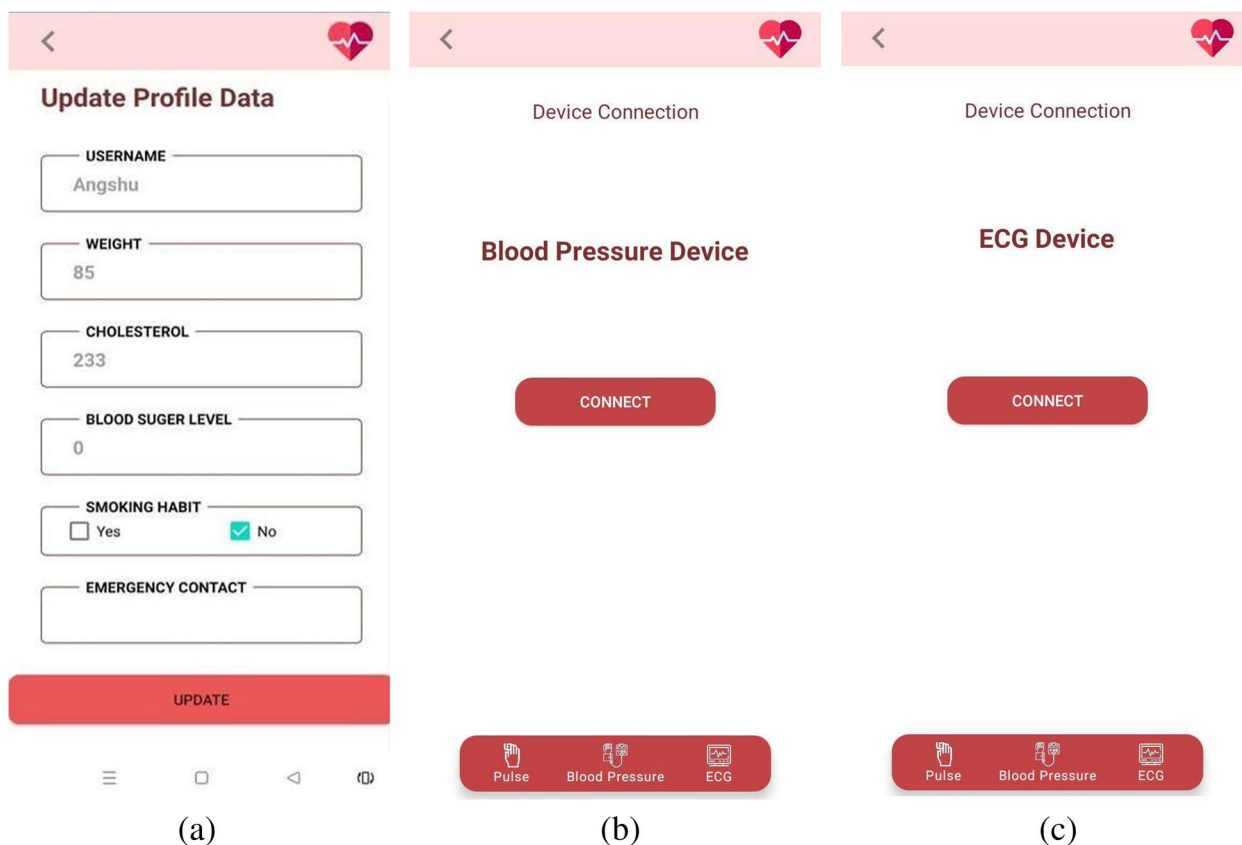 Update Profile Data
USERNAME
Angshu
WEIGHT
85
CHOLESTEROL
233
BLOOD SUGER LEVEL
0
SMOKING HABIT
Yes No
EMERGENCY CONTACT
UPDATE
(a)
Device Connection
Blood Pressure Device
CONNECT
Pulse Blood Pressure ECG
(b)
Device Connection
ECG Device
CONNECT
Pulse Blood Pressure ECG
(c)